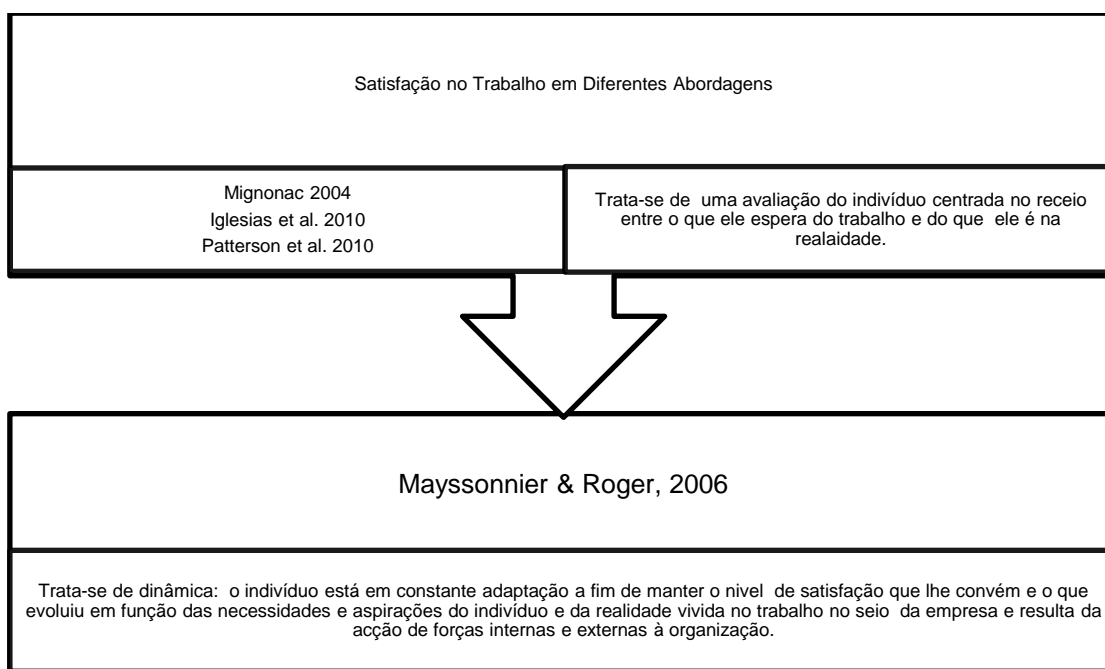 Satisfação no Trabalho em Diferentes Abordagens
Mignonac 2004
Iglesias et al. 2010
Patterson et al. 2010
Trata-se de uma avaliação do indivíduo centrada no receio
entre o que ele espera do trabalho e do que ele é na
realaidade.
Mayssonnier & Roger, 2006
Trata-se de dinâmica: o indivíduo está em constante adaptação a fim de manter o nivel de satisfação que lhe convém e o que
evoluiu em função das necessidades e aspirações do indivíduo e da realidade vivida no trabalho no seio da empresa e resulta da
acção de forças internas e externas à organização.